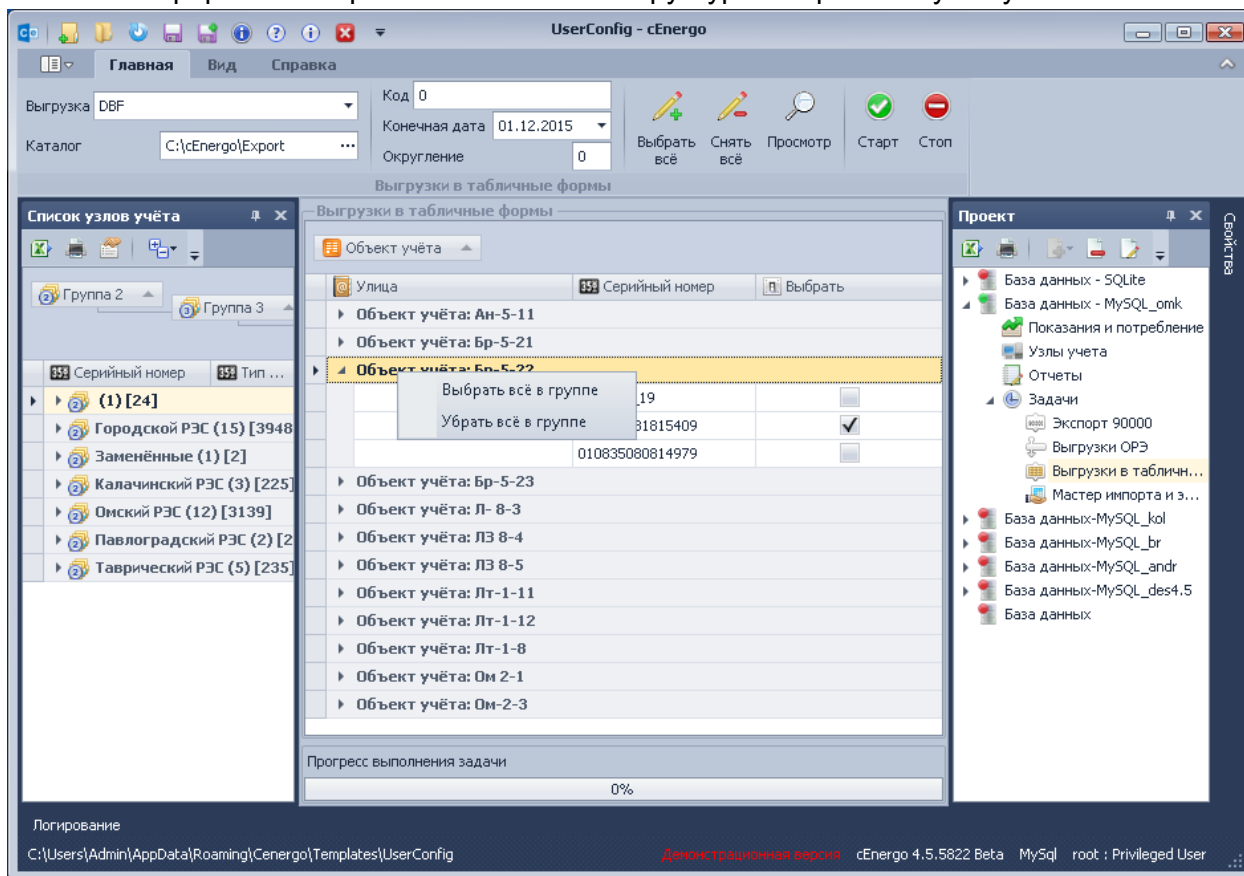 UserConfig - cEnergo
Главная Вид Справка
Выгрузка DBF
Каталог C:\cEnergo\Export ...
Код 0
Конечная дата 01.12.2015
Округление 0
Выбрать всё
Снять всё
Просмотр
Старт
Стоп
Выгрузки в табличные формы
Список узлов учёта
Группа 2
Группа 3
Серийный номер Тип ...
(1) [24]
Городской РЭС (15) [3948
Заменённые (1) [2]
Калачинский РЭС (3) [225]
Омский РЭС (12) [3139]
Павлоградский РЭС (2) [2
Таврический РЭС (5) [235]
Выгрузки в табличные формы
Объект учёта
Улица Серийный номер Выбрать
Объект учёта: Ан-5-11
Объект учёта: Бр-5-21
Объект учёта: Бр-5-22
Выбрать всё в группе
Убрать всё в группе
_19
31815409
010835080814979
Объект учёта: Бр-5-23
Объект учёта: Л- 8-3
Объект учёта: ЛЗ 8-4
Объект учёта: ЛЗ 8-5
Объект учёта: Лт-1-11
Объект учёта: Лт-1-12
Объект учёта: Лт-1-8
Объект учёта: Ом 2-1
Объект учёта: Ом-2-3
Прогресс выполнения задачи
0%
Проект
База данных - SQLite
База данных - MySQL_omk
Показания и потребление
Узлы учета
Отчеты
Задачи
Экспорт 90000
Выгрузки ОРЭ
Выгрузки в табличн...
Мастер импорта и э...
База данных-MySQL_kol
База данных-MySQL_br
База данных-MySQL_andr
База данных-MySQL_des4.5
База данных
Свойства
Логирование
C:\Users\Admin\AppData\Roaming\Cenergo\Templates\UserConfig
Демонстрационная версия cEnergo 4.5.5822 Beta MySql root : Privileged User